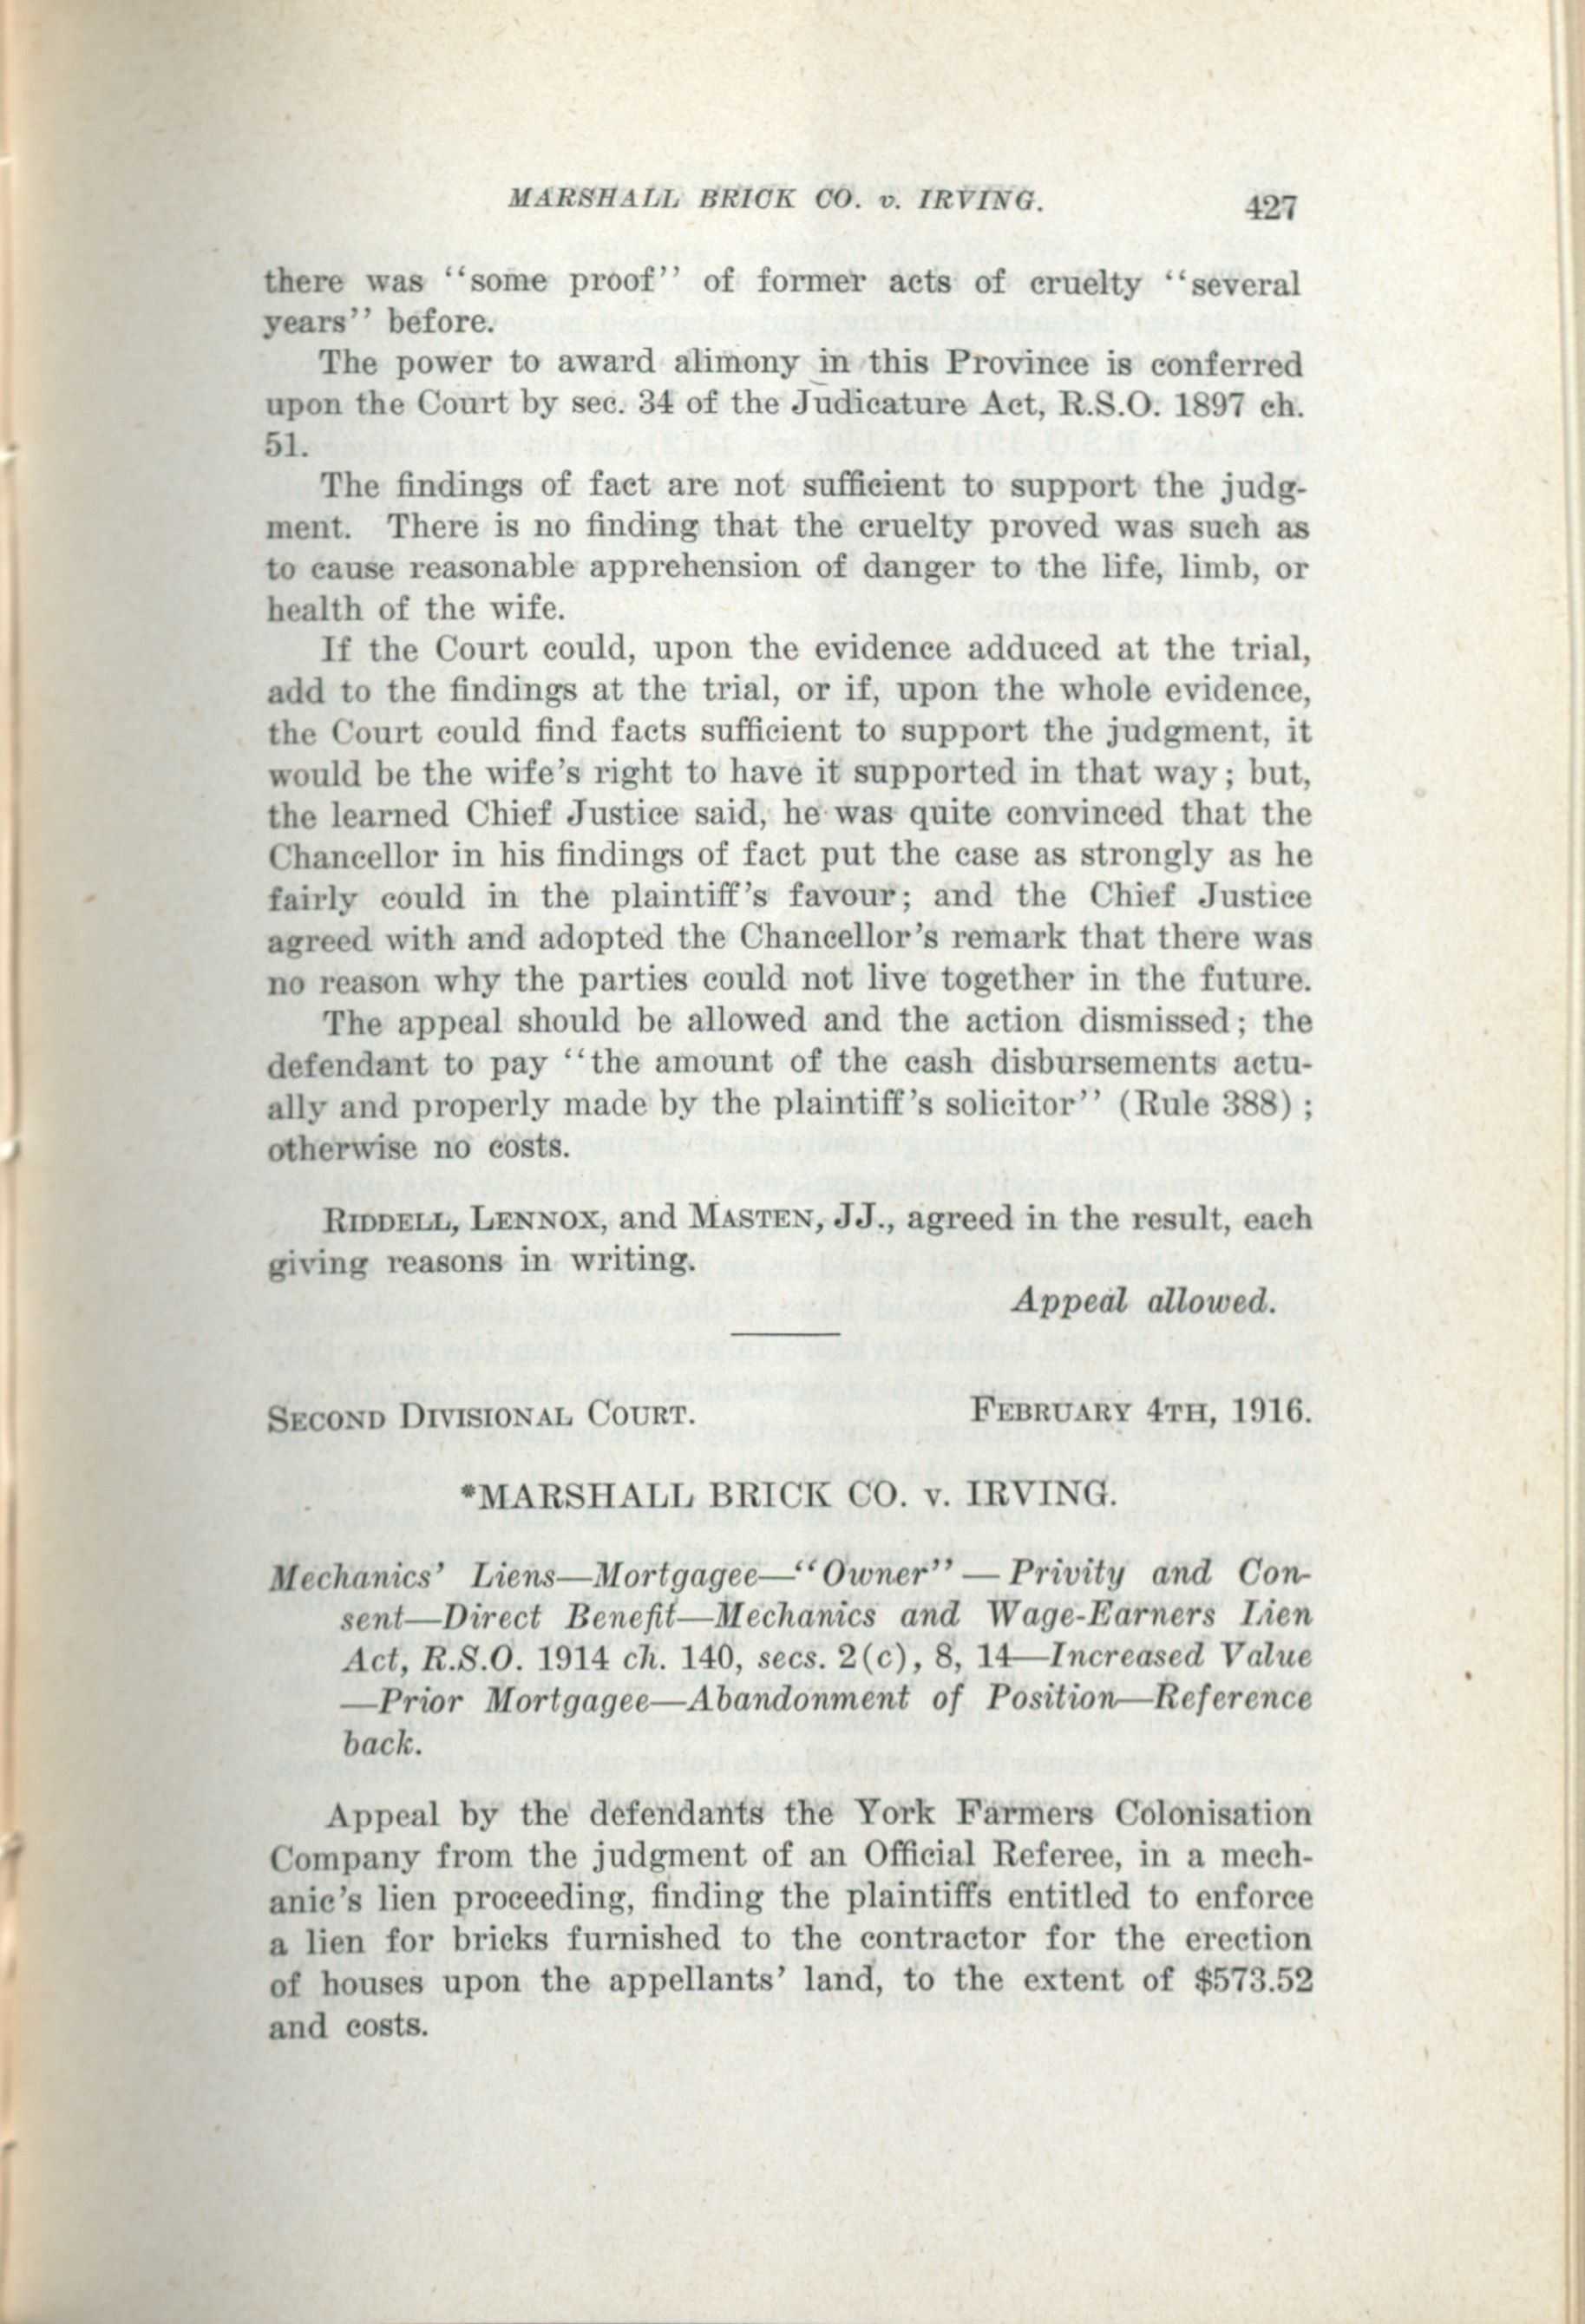 MARSHALL BRICK CO. v. IRVING. 427
there was ‘‘some proof’’ of former acts of cruelty ‘‘several
years’’ before.
The power to award alimony in this Province is conferred
upon the Court by sec. 34 of the Judicature Act, R.S.O. 1897 ch.
51.
The findings of fact are not sufficient to support the judg-
ment. There is no finding that the cruelty proved was such as
to cause reasonable apprehension of danger to the life, limb, or
health of the wife.
If the Court could, upon the evidence adduced at the trial,
add to the findings at the trial, or if, upon the whole evidence,
the Court could find facts sufficient to support the judgment, it
would be the wife's right to have it supported in that way; but,
the learned Chief Justice said, he was quite convinced that the
Chancellor in his findings of fact put the case as strongly as he
fairly could in the plaintiff's favour; and the Chief Justice
agreed with and adopted the Chancellor's remark that there was
no reason why the parties could not live together in the future.
The appeal should be allowed and the action dismissed; the
defendant to pay ‘‘the amount of the cash disbursements actu-
ally and properly made by the plaintiff's solicitor’’ (Rule 388);
otherwise no costs.
RIDDELL, LENNOX, and MASTEN, JJ., agreed in the result, each
giving reasons in writing.
Appeal allowed.
SECOND DIVISIONAL COURT. FEBRUARY 4TH, 1916.
*MARSHALL BRICK CO. v. IRVING.
Mechanics' Liens—Mortgagee—‘‘Owner’’—Privity and Con-
sent—Direct Benefit—Mechanics and Wage-Earners Lien
Act, R.S.O. 1914 ch. 140, secs. 2(c), 8, 14—Increased Value
—Prior Mortgagee—Abandonment of Position—Reference
back.
Appeal by the defendants the York Farmers Colonisation
Company from the judgment of an Official Referee, in a mech-
anic's lien proceeding, finding the plaintiffs entitled to enforce
a lien for bricks furnished to the contractor for the erection
of houses upon the appellants' land, to the extent of $573.52
and costs.